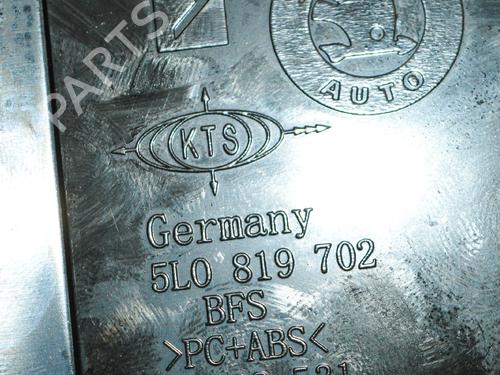 PARTS
AUTO
KTS
Germany
5L0 819 702
BFS
>PC+ABS<